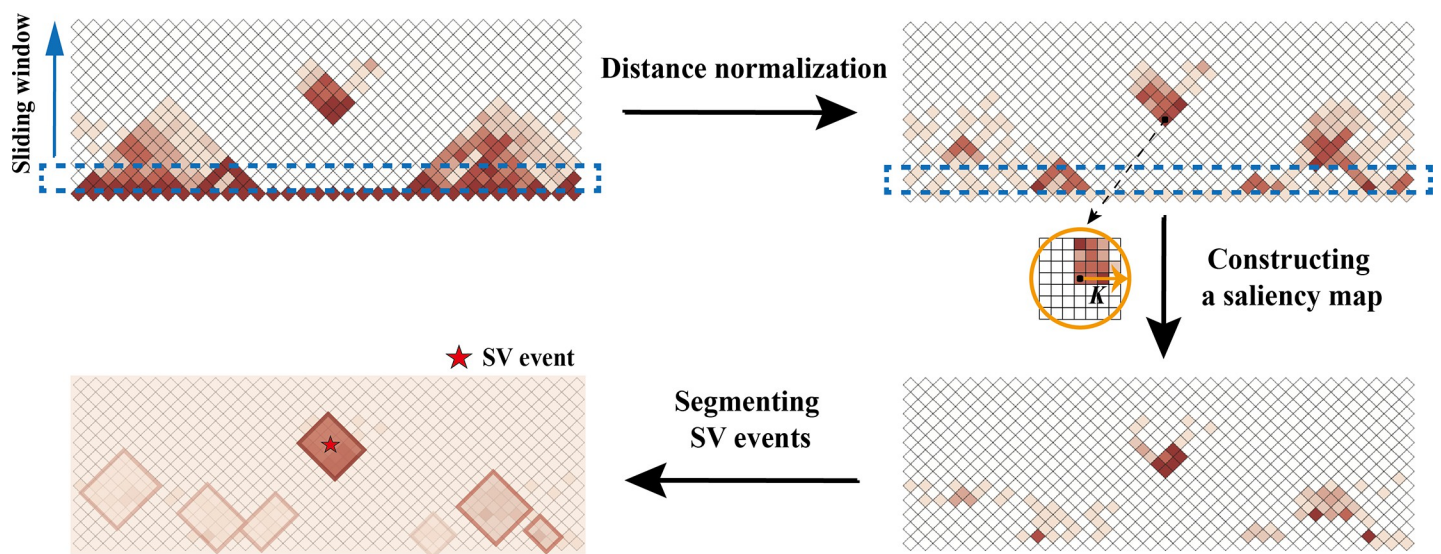 Sliding window
Distance normalization
K
Constructing
a saliency map
SV event
Segmenting
SV events